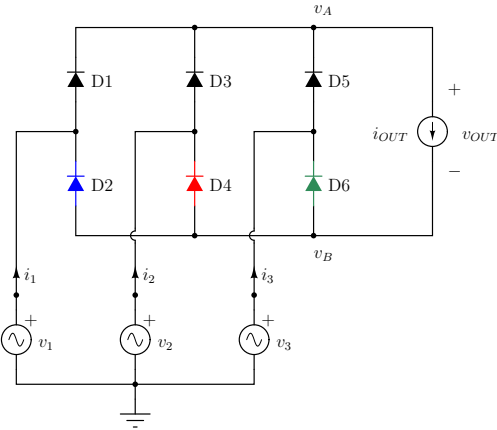 v_A
D1 D3 D5
+
i_OUT v_OUT
−
D2 D4 D6
v_B
i_1 i_2 i_3
+ + +
v_1 v_2 v_3